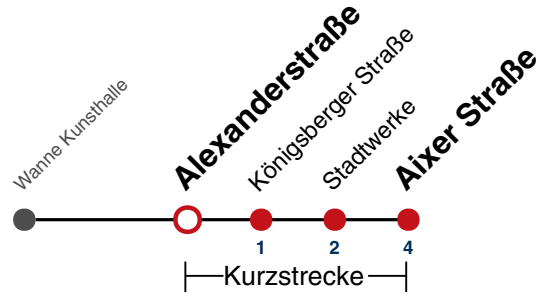 Wanne Kunsthalle
Alexanderstraße
Königsberger Straße
Stadtwerke
Aixer Straße
1
2
4
Kurzstrecke